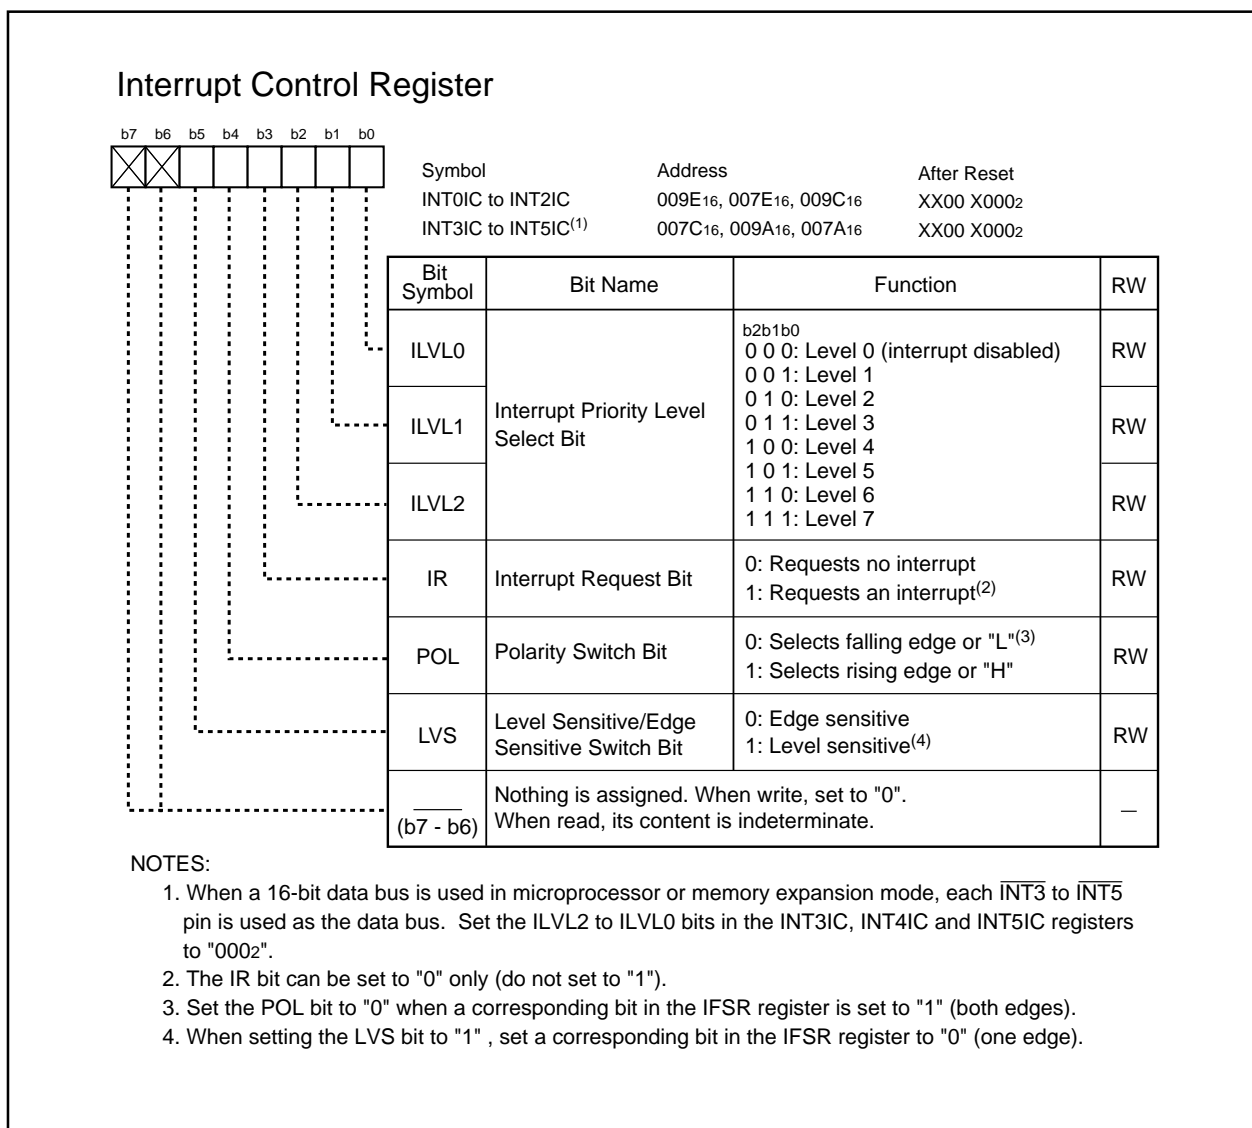 Interrupt Control Register
b7 b6 b5 b4 b3 b2 b1 b0
Symbol Address After Reset
INT0IC to INT2IC 009E16, 007E16, 009C16 XX00 X0002
INT3IC to INT5IC(1) 007C16, 009A16, 007A16 XX00 X0002
Bit Symbol Bit Name Function RW
ILVL0 RW
ILVL1 RW
ILVL2 RW
Interrupt Priority Level
Select Bit
b2b1b0
0 0 0: Level 0 (interrupt disabled)
0 0 1: Level 1
0 1 0: Level 2
0 1 1: Level 3
1 0 0: Level 4
1 0 1: Level 5
1 1 0: Level 6
1 1 1: Level 7
IR Interrupt Request Bit 0: Requests no interrupt RW
1: Requests an interrupt(2)
POL Polarity Switch Bit 0: Selects falling edge or "L"(3) RW
1: Selects rising edge or "H"
LVS Level Sensitive/Edge 0: Edge sensitive RW
Sensitive Switch Bit 1: Level sensitive(4)
Nothing is assigned. When write, set to "0". —
(b7 - b6) When read, its content is indeterminate.
NOTES:
1. When a 16-bit data bus is used in microprocessor or memory expansion mode, each INT3 to INT5
pin is used as the data bus. Set the ILVL2 to ILVL0 bits in the INT3IC, INT4IC and INT5IC registers
to "0002".
2. The IR bit can be set to "0" only (do not set to "1").
3. Set the POL bit to "0" when a corresponding bit in the IFSR register is set to "1" (both edges).
4. When setting the LVS bit to "1" , set a corresponding bit in the IFSR register to "0" (one edge).